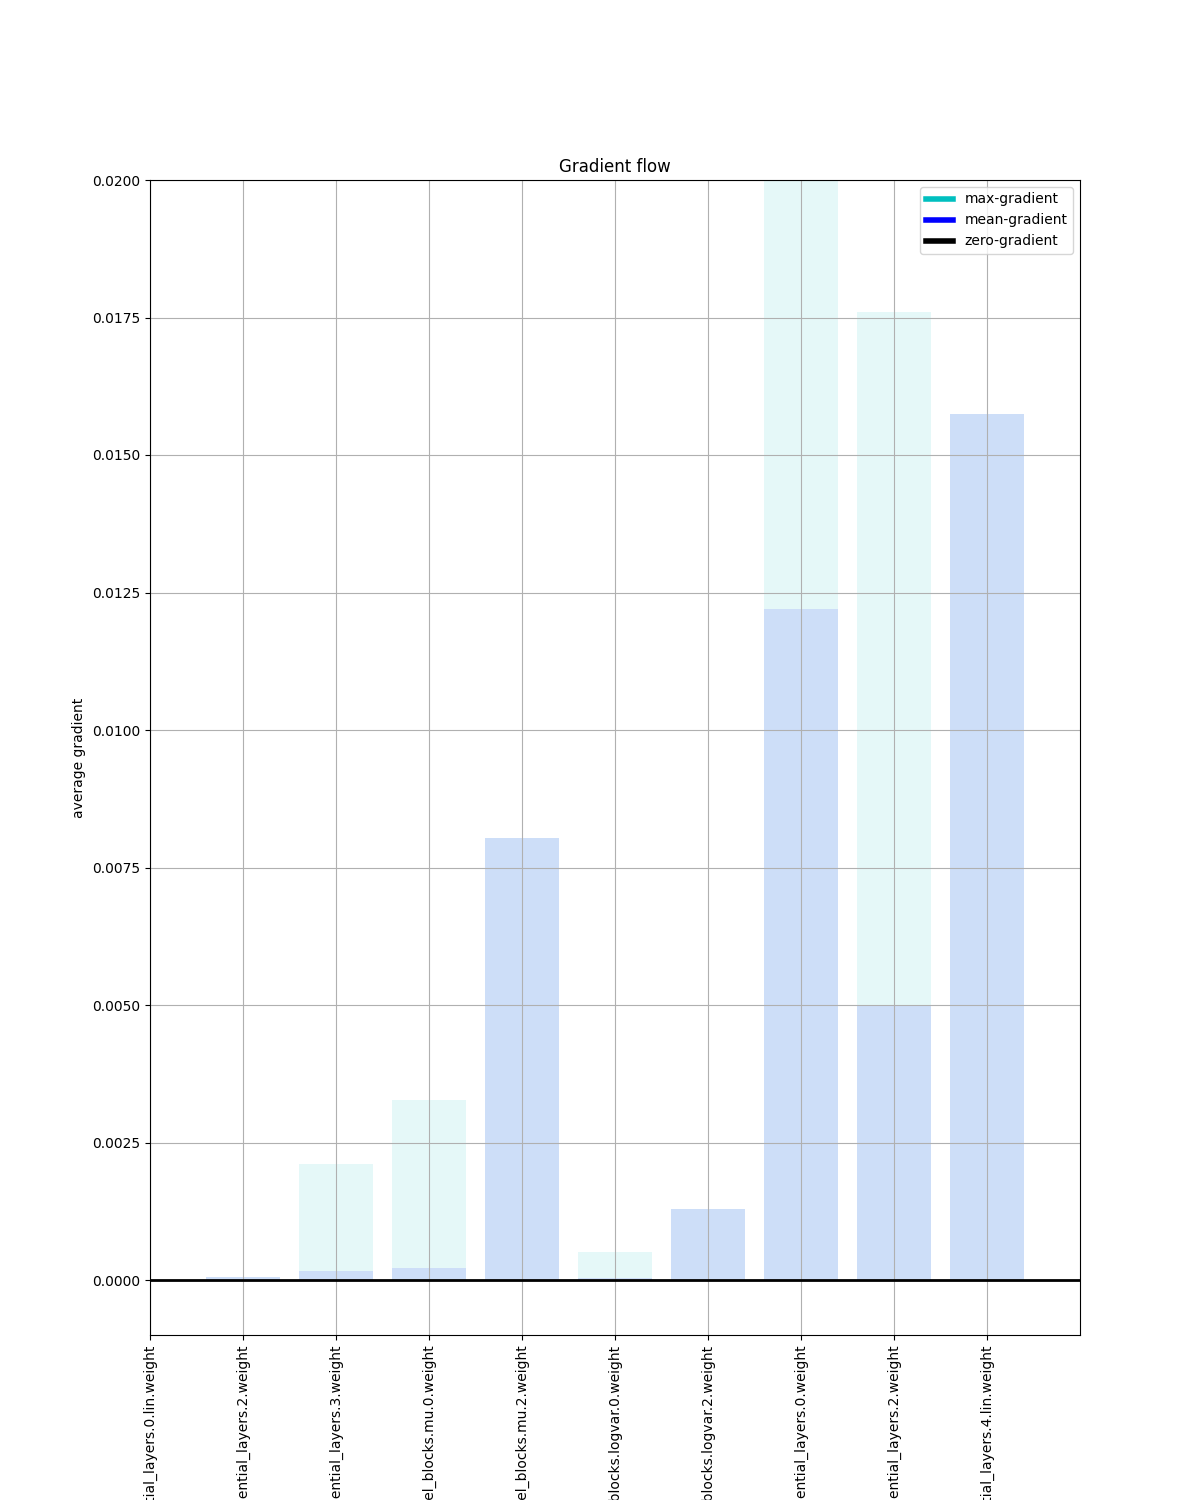 Gradient flow
max-gradient
mean-gradient
zero-gradient
0.0200
0.0175
0.0150
0.0125
0.0100
0.0075
0.0050
0.0025
0.0000
average gradient
tial_layers.0.lin.weight
ential_layers.2.weight
ential_layers.3.weight
el_blocks.mu.0.weight
el_blocks.mu.2.weight
blocks.logvar.0.weight
blocks.logvar.2.weight
ential_layers.0.weight
ential_layers.2.weight
tial_layers.4.lin.weight